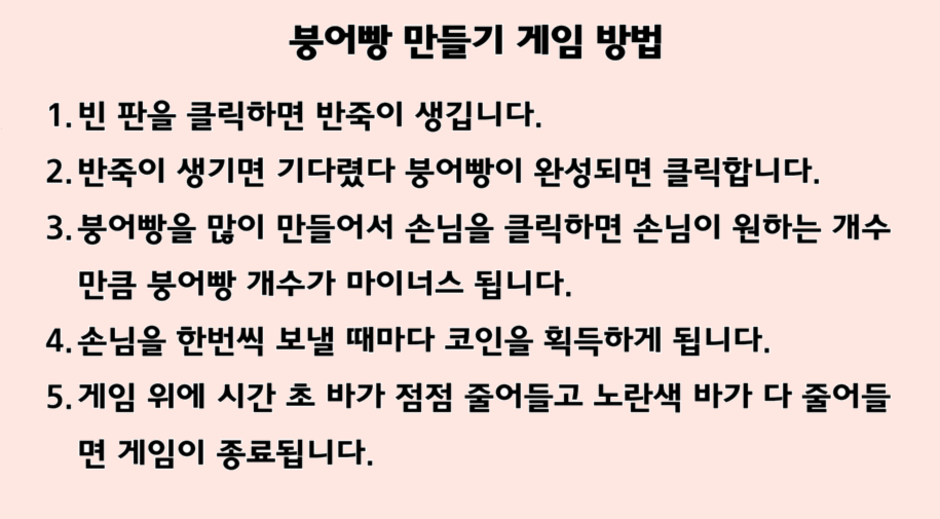 붕어빵 만들기 게임 방법
1. 빈 판을 클릭하면 반죽이 생깁니다.
2. 반죽이 생기면 기다렸다 붕어빵이 완성되면 클릭합니다.
3. 붕어빵을 많이 만들어서 손님을 클릭하면 손님이 원하는 개수
만큼 붕어빵 개수가 마이너스 됩니다.
4. 손님을 한번씩 보낼 때마다 코인을 획득하게 됩니다.
5. 게임 위에 시간 초 바가 점점 줄어들고 노란색 바가 다 줄어들
면 게임이 종료됩니다.